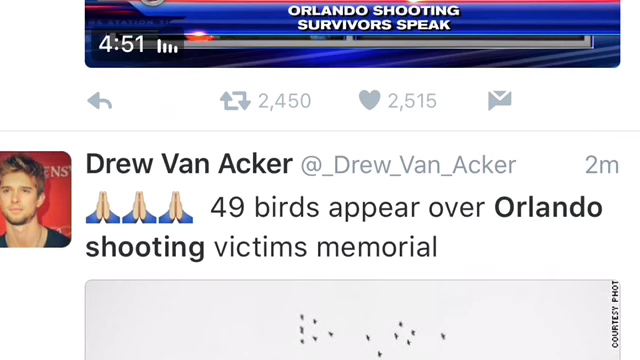 ORLANDO SHOOTING
SURVIVORS SPEAK
4:51
2,450 2,515
Drew Van Acker @_Drew_Van_Acker 2m
🙏🙏🙏 49 birds appear over Orlando
shooting victims memorial
COURTESY PHOT